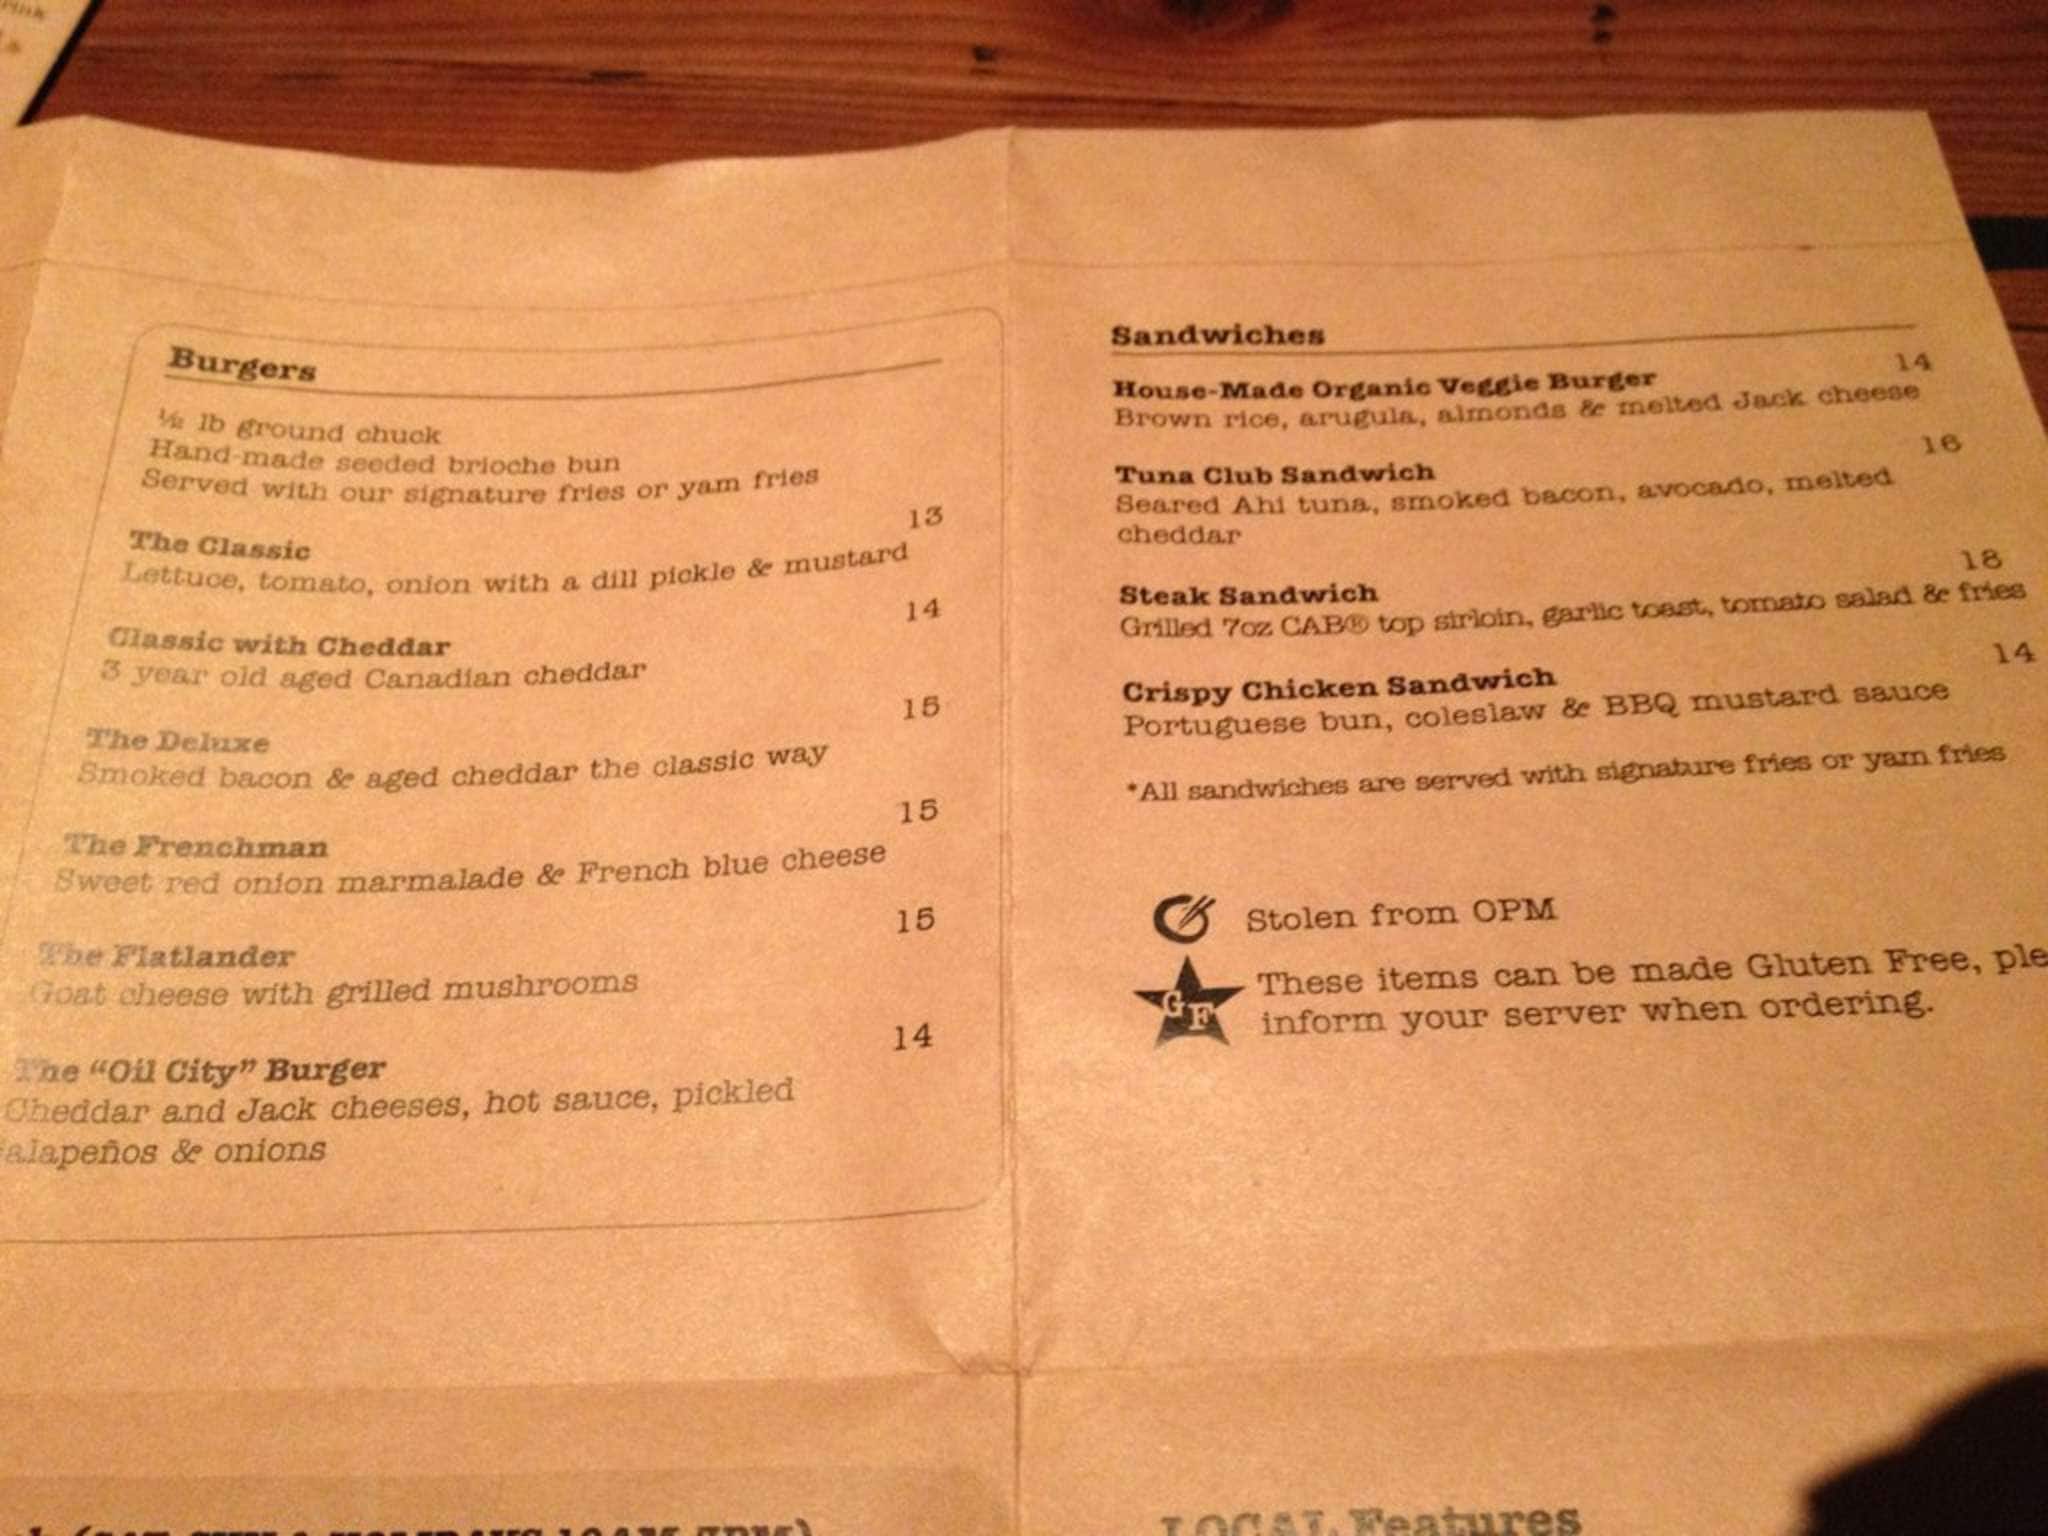 Burgers
½ lb ground chuck
Hand-made seeded brioche bun
Served with our signature fries or yam fries
13
The Classic
Lettuce, tomato, onion with a dill pickle & mustard
14
Classic with Cheddar
3 year old aged Canadian cheddar
15
The Deluxe
Smoked bacon & aged cheddar the classic way
15
The Frenchman
Sweet red onion marmalade & French blue cheese
15
The Flatlander
Goat cheese with grilled mushrooms
14
The “Oil City” Burger
Cheddar and Jack cheeses, hot sauce, pickled
jalapeños & onions
Sandwiches
14
House-Made Organic Veggie Burger
Brown rice, arugula, almonds & melted Jack cheese
16
Tuna Club Sandwich
Seared Ahi tuna, smoked bacon, avocado, melted
cheddar
18
Steak Sandwich
Grilled 7oz CAB® top sirloin, garlic toast, tomato salad & fries
14
Crispy Chicken Sandwich
Portuguese bun, coleslaw & BBQ mustard sauce
*All sandwiches are served with signature fries or yam fries
Stolen from OPM
GF
These items can be made Gluten Free, ple
inform your server when ordering.
LOCAL Features